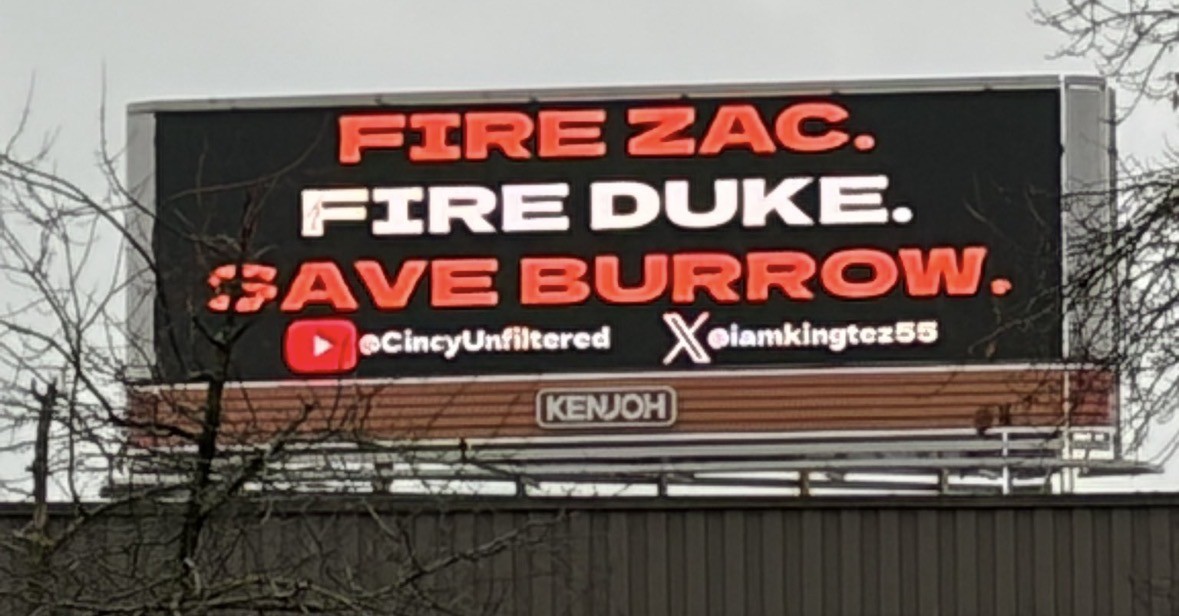 FIRE ZAC.
FIRE DUKE.
SAVE BURROW.
@CincyUnfiltered X @iamkingtez55
KENJOH